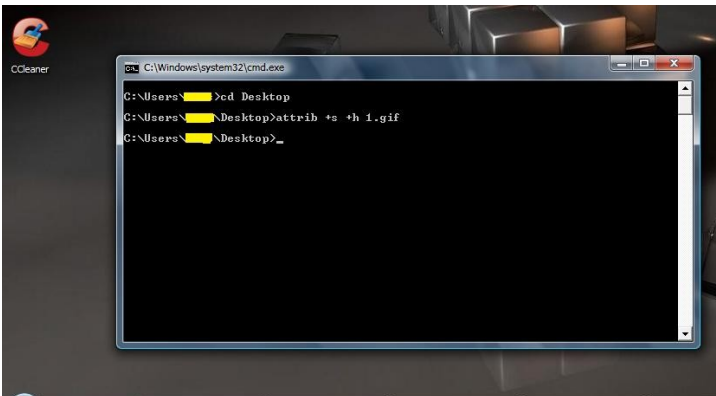 CCleaner
C:\Windows\system32\cmd.exe
C:\Users\ >cd Desktop
C:\Users\ \Desktop>attrib +s +h 1.gif
C:\Users\ \Desktop>_